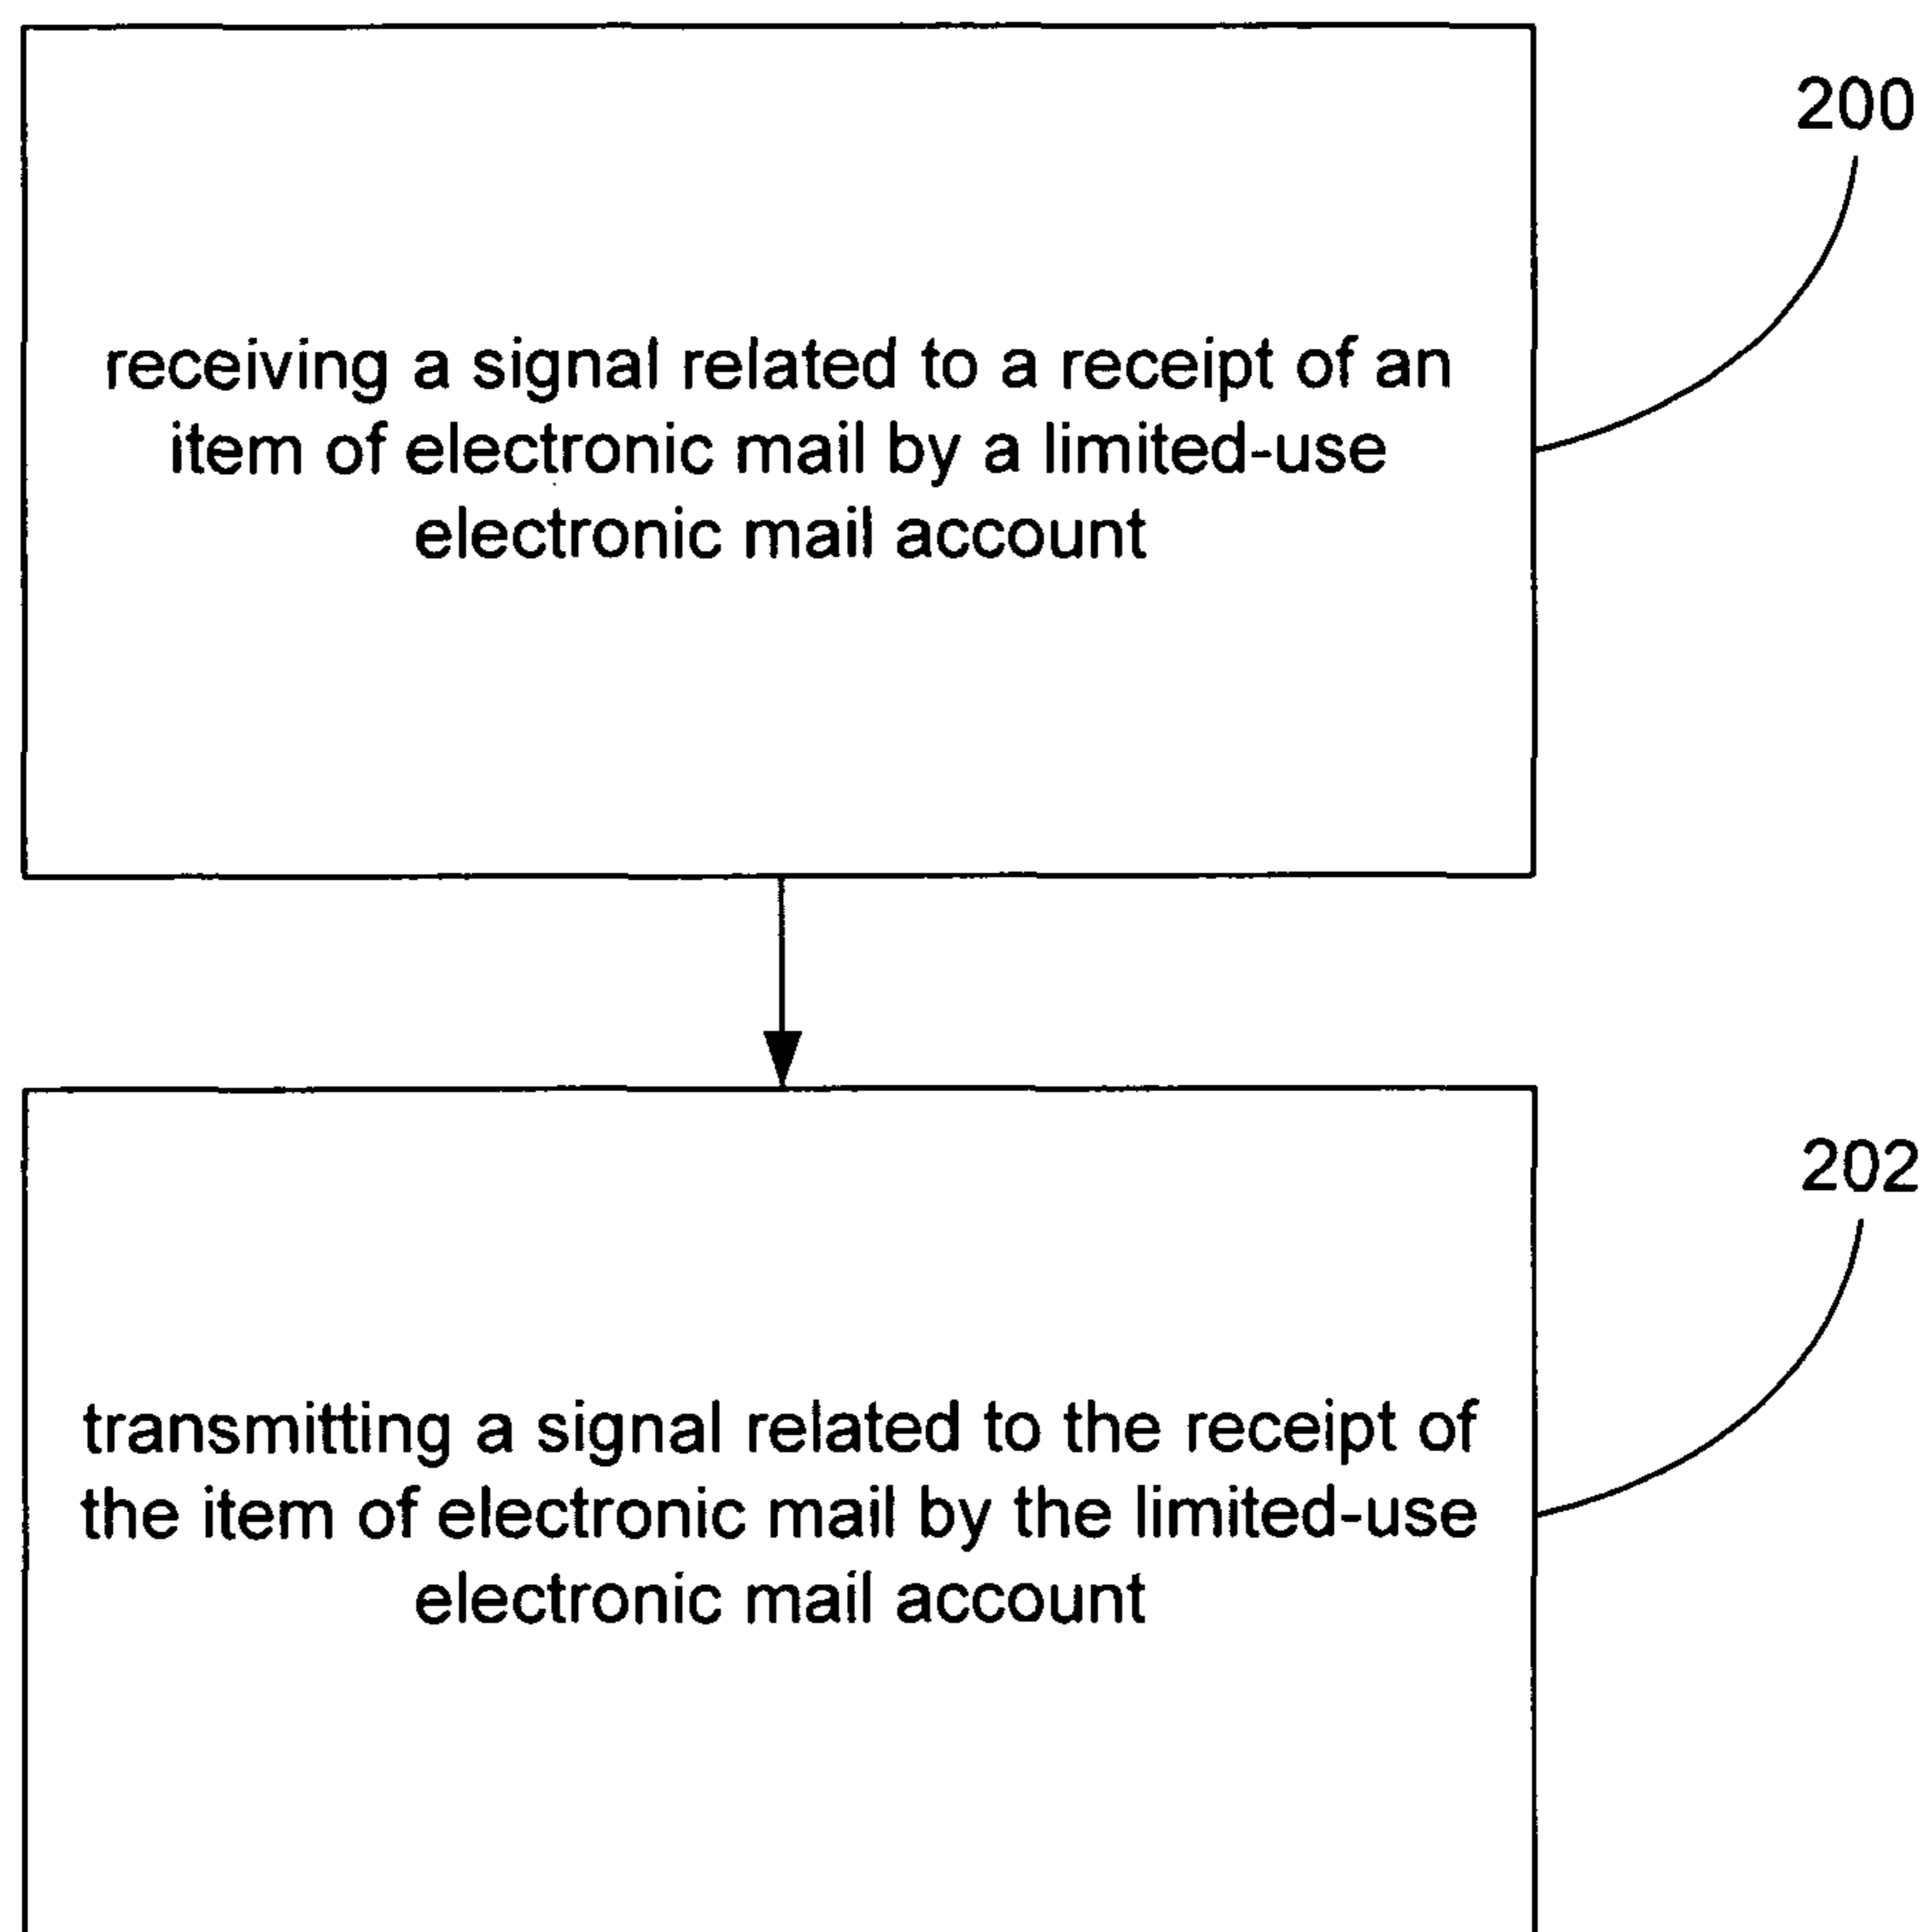 200
receiving a signal related to a receipt of an
item of electronic mail by a limited-use
electronic mail account
202
transmitting a signal related to the receipt of
the item of electronic mail by the limited-use
electronic mail account